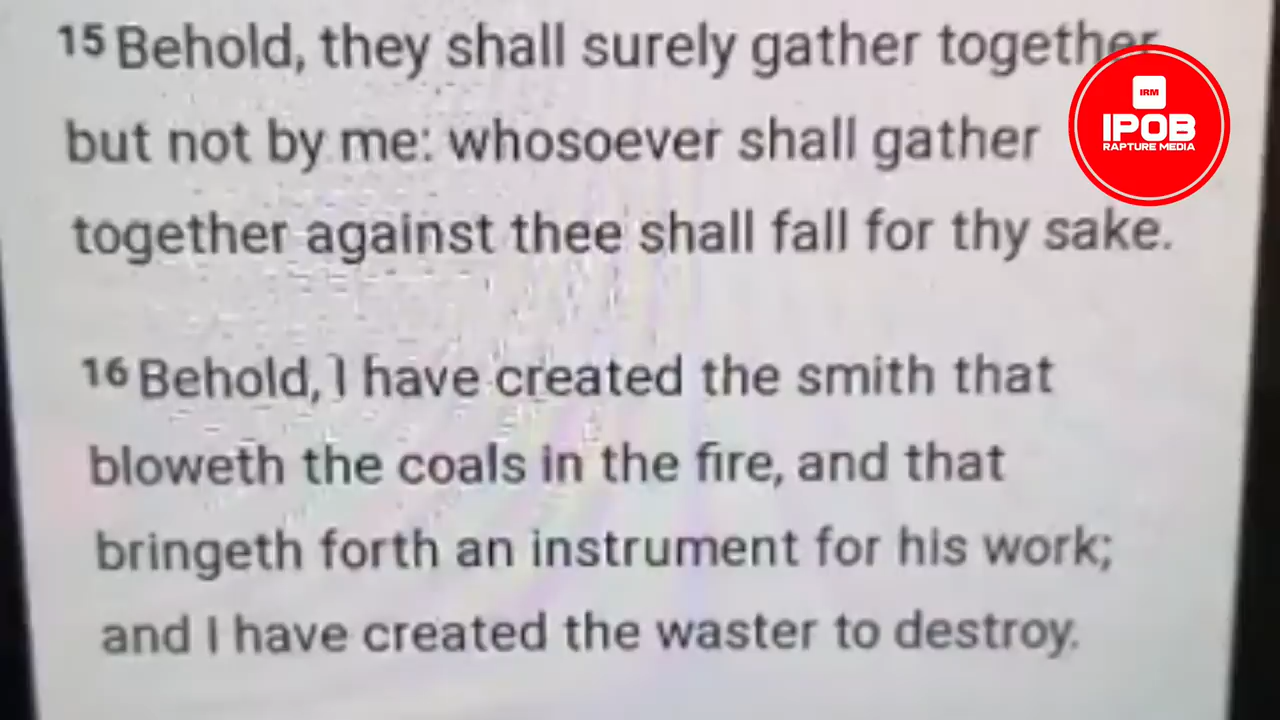 15 Behold, they shall surely gather together
but not by me: whosoever shall gather
together against thee shall fall for thy sake.
16 Behold, I have created the smith that
bloweth the coals in the fire, and that
bringeth forth an instrument for his work;
and I have created the waster to destroy.
IRM
IPOB
RAPTURE MEDIA